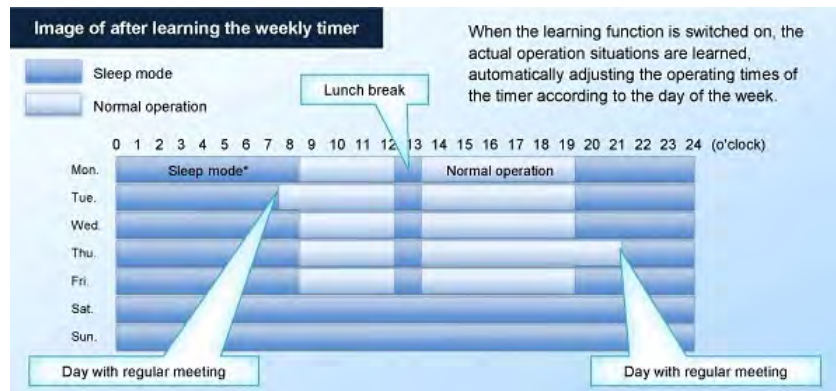 Image of after learning the weekly timer
When the learning function is switched on, the
actual operation situations are learned,
automatically adjusting the operating times of
the timer according to the day of the week.
Sleep mode
Normal operation
Lunch break
0 1 2 3 4 5 6 7 8 9 10 11 12 13 14 15 16 17 18 19 20 21 22 23 24 (o'clock)
Mon. Sleep mode* Normal operation
Tue.
Wed.
Thu.
Fri.
Sat.
Sun.
Day with regular meeting
Day with regular meeting